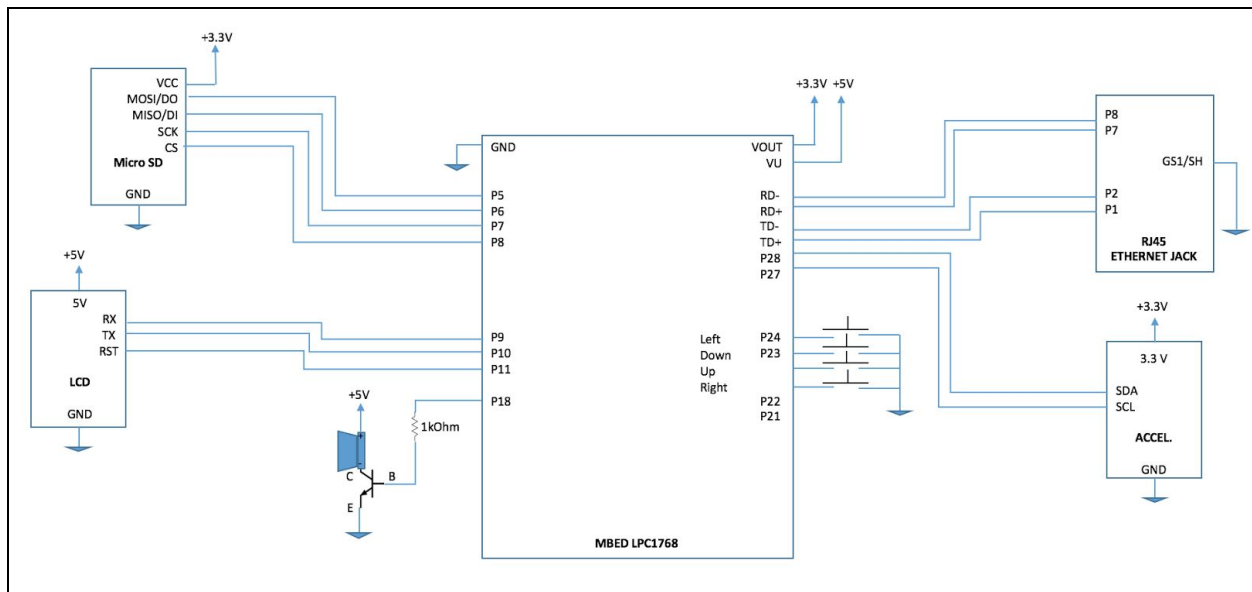 +3.3V
VCC
MOSI/DO
MISO/DI
SCK
CS
Micro SD
GND
+5V
5V
RX
TX
RST
LCD
GND
+5V
1kOhm
C
B
E
GND
P5
P6
P7
P8
P9
P10
P11
P18
+3.3V +5V
VOUT
VU
RD-
RD+
TD-
TD+
P28
P27
Left P24
Down P23
Up
Right
P22
P21
MBED LPC1768
P8
P7
GS1/SH
P2
P1
RJ45
ETHERNET JACK
+3.3V
3.3 V
SDA
SCL
ACCEL.
GND